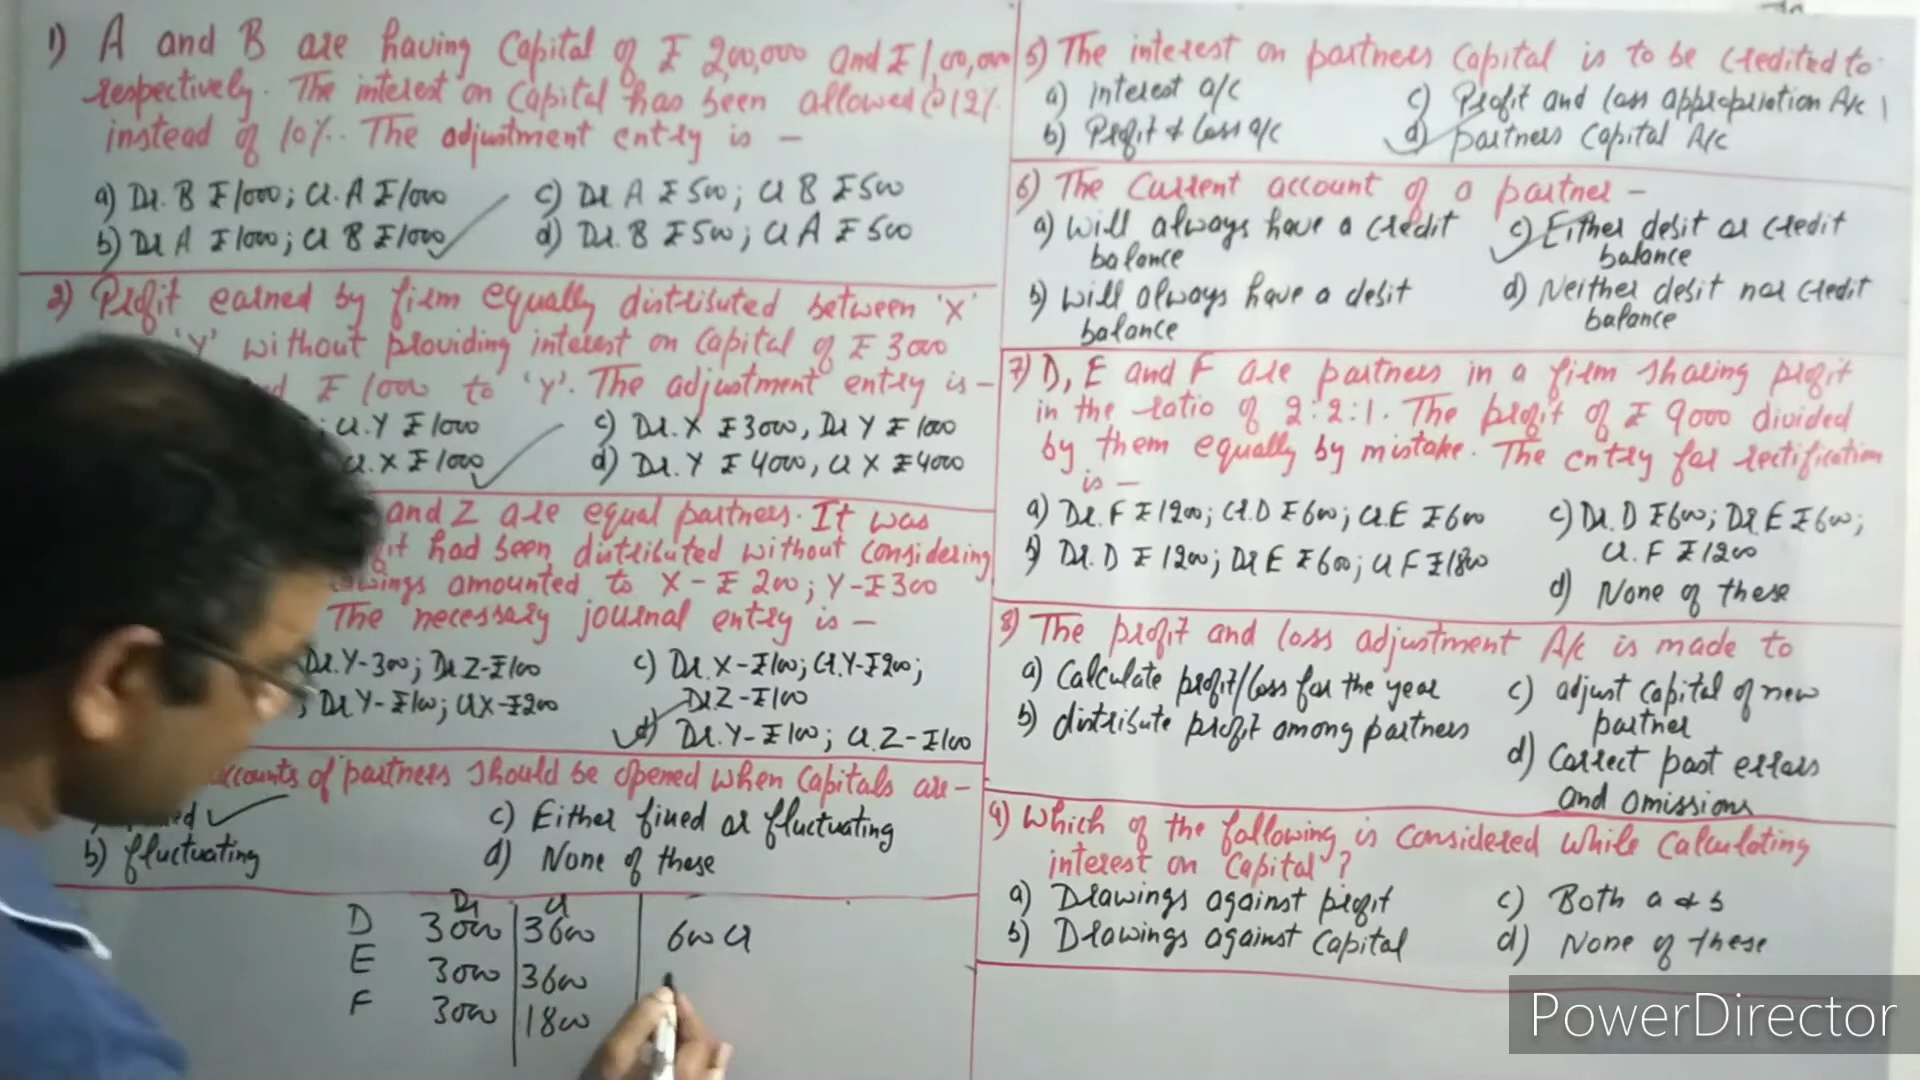 1) A and B are having Capital of ₹ 2,00,000 and ₹ 1,00,000
respectively. The interest on Capital has been allowed @ 12%
instead of 10%. The adjustment entry is -
a) Dr. B ₹ 1000; Cr. A ₹ 1000
b) Dr A ₹ 1000; Cr B ₹ 1000
c) Dr A ₹ 500; Cr B ₹ 500
d) Dr. B ₹ 500; Cr A ₹ 500
2) Profit earned by firm equally distributed between 'X'
'Y' without providing interest on capital of ₹ 3000
₹ 1000 to 'Y'. The adjustment entry is -
; Cr. Y ₹ 1000
Cr. X ₹ 1000
c) Dr. X ₹ 3000, Dr Y ₹ 1000
d) Dr. Y ₹ 4000, Cr X ₹ 4000
and Z are equal partners. It was
had been distributed without considering
amounted to X - ₹ 200; Y - ₹ 300
The necessary journal entry is -
Dr. Y - 300; Dr Z - ₹ 100
; Dr Y - ₹ 100; Cr X - ₹ 200
c) Dr. X - ₹ 100; Cr. Y - ₹ 200;
Dr Z - ₹ 100
d) Dr. Y - ₹ 100; Cr. Z - ₹ 100
accounts of partners should be opened when capitals are -
b) fluctuating
c) Either fixed or fluctuating
d) None of these
Dr Cr
D 3000 3600 600 Cr
E 3000 3600
F 3000 1800
5) The interest on partners capital is to be credited to
a) Interest a/c
b) Profit & Loss a/c
c) Profit and loss appropriation A/c
d) partners capital A/c
6) The current account of a partner -
a) will always have a credit
balance
b) will always have a debit
balance
c) Either debit or credit
balance
d) Neither debit nor credit
balance
7) D, E and F are partners in a firm sharing profit
in the ratio of 2:2:1. The profit of ₹ 9000 divided
by them equally by mistake. The entry for rectification
is -
a) Dr. F ₹ 1200; Cr. D ₹ 600; Cr. E ₹ 600
b) Dr. D ₹ 1200; Dr E ₹ 600; Cr F ₹ 1800
c) Dr. D ₹ 600; Dr. E ₹ 600;
Cr. F ₹ 1200
d) None of these
8) The profit and loss adjustment A/c is made to
a) Calculate profit/loss for the year
b) distribute profit among partners
c) adjust capital of new
partner
d) Correct past errors
and omissions
9) Which of the following is considered while calculating
interest on capital?
a) Drawings against profit
b) Drawings against capital
c) Both a & b
d) None of these
PowerDirector